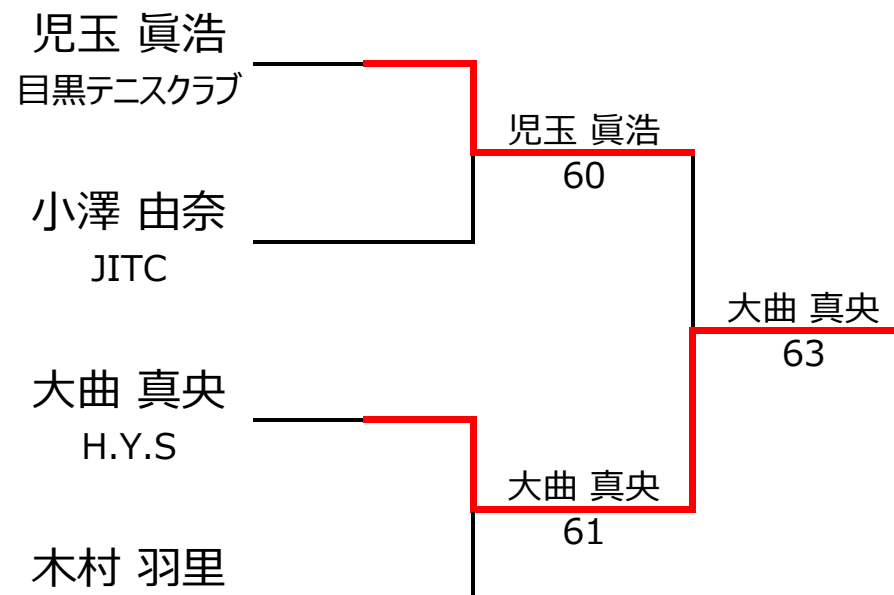 児玉 眞浩
目黒テニスクラブ
児玉 眞浩
60
小澤 由奈
JITC
大曲 真央
63
大曲 真央
H.Y.S
大曲 真央
61
木村 羽里